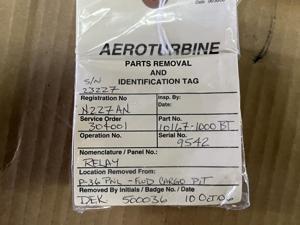 Date
AEROTURBINE
PARTS REMOVAL
AND
IDENTIFICATION TAG
S/N
23227
Registration No
Insp. By:
Date:
N227AN
Service Order
Part No.
304001
10167-1000 BT
Operation No.
Serial No.
9542
Nomenclature / Panel No.:
RELAY
Location Removed From:
P-36 PNL - FWD CARGO PIT
Removed By Initials / Badge No. / Date
DEK 500036 10 Oct 06